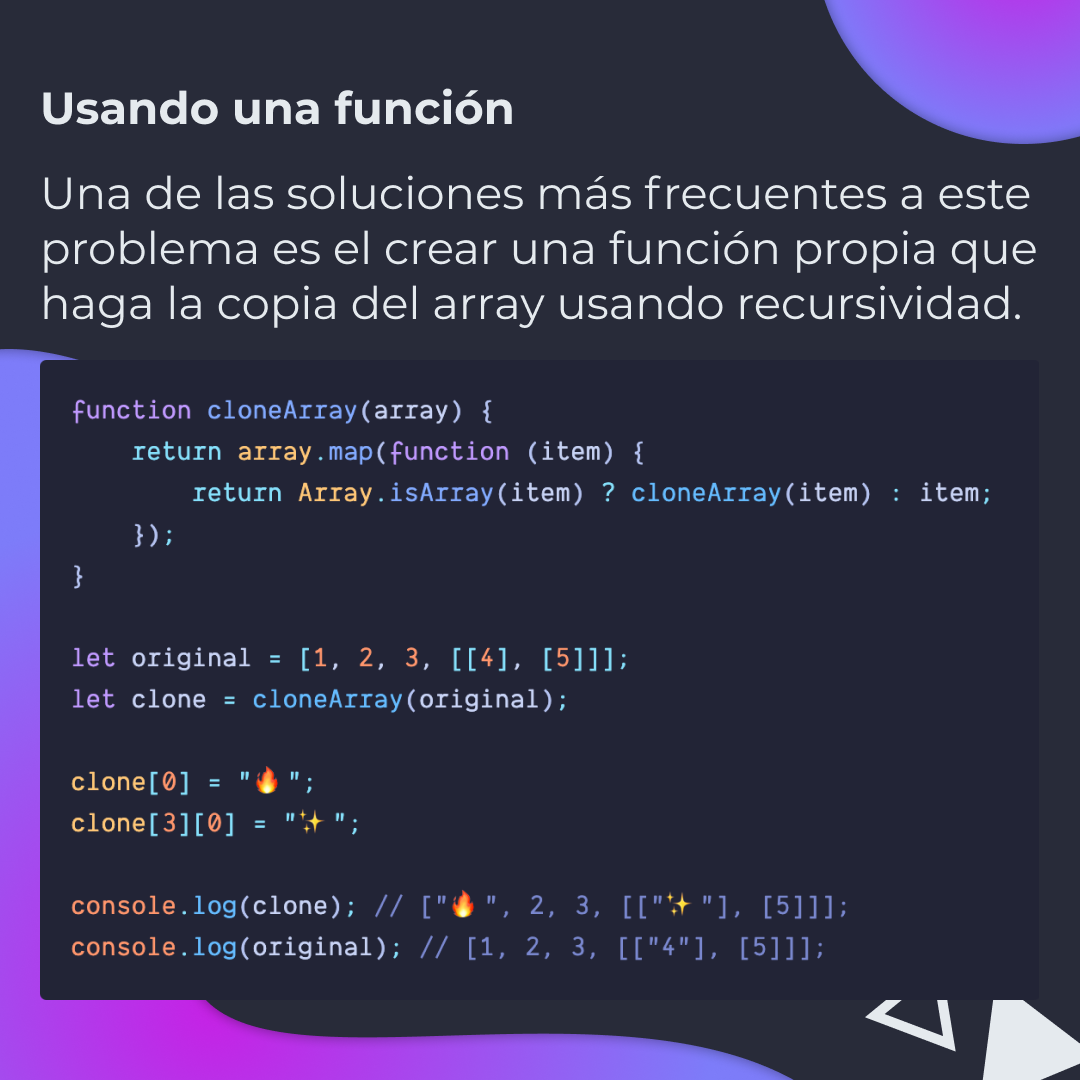 Usando una función
Una de las soluciones más frecuentes a este
problema es el crear una función propia que
haga la copia del array usando recursividad.
function cloneArray(array) {
    return array.map(function (item) {
        return Array.isArray(item) ? cloneArray(item) : item;
    });
}
let original = [1, 2, 3, [[4], [5]]];
let clone = cloneArray(original);
clone[0] = "🔥 ";
clone[3][0] = "✨ ";
console.log(clone); // ["🔥 ", 2, 3, [["✨ "], [5]]];
console.log(original); // [1, 2, 3, [["4"], [5]]];